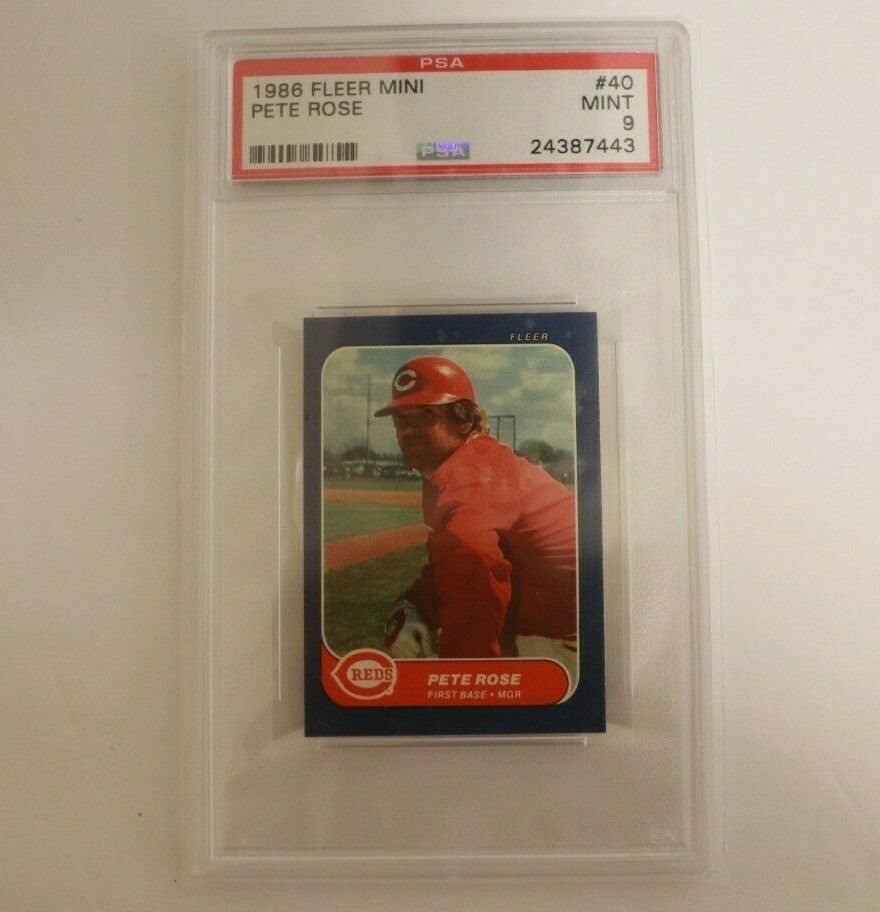 PSA
1986 FLEER MINI #40
PETE ROSE MINT
9
PSA 24387443
FLEER
C
REDS
PETE ROSE
FIRST BASE • MGR